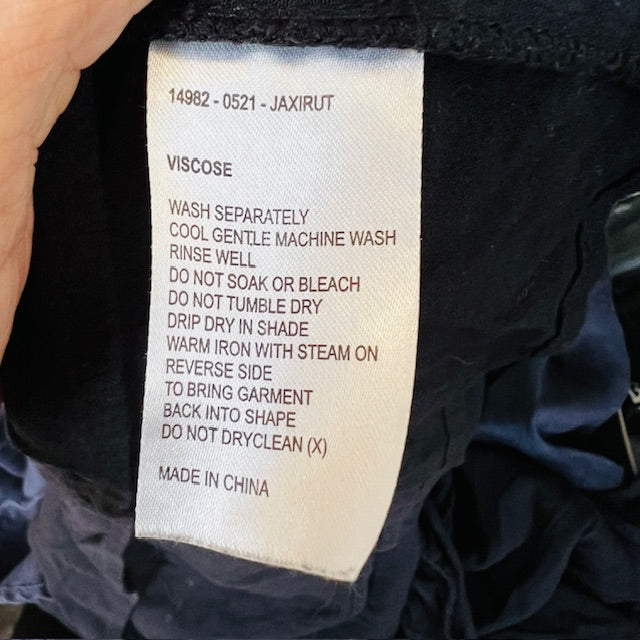 14982 - 0521 - JAXIRUT
VISCOSE
WASH SEPARATELY
COOL GENTLE MACHINE WASH
RINSE WELL
DO NOT SOAK OR BLEACH
DO NOT TUMBLE DRY
DRIP DRY IN SHADE
WARM IRON WITH STEAM ON
REVERSE SIDE
TO BRING GARMENT
BACK INTO SHAPE
DO NOT DRYCLEAN (X)
MADE IN CHINA